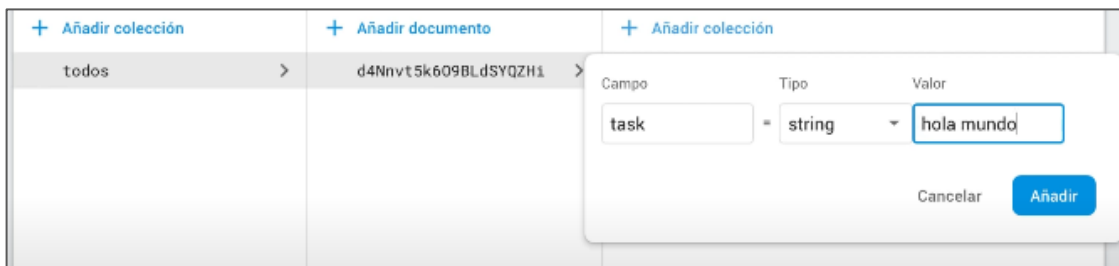 + Añadir colección
+ Añadir documento
+ Añadir colección
todos >
d4Nnvt5k6O9BLdSYQZHi >
Campo
Tipo
Valor
task
=
string
hola mundo
Cancelar
Añadir